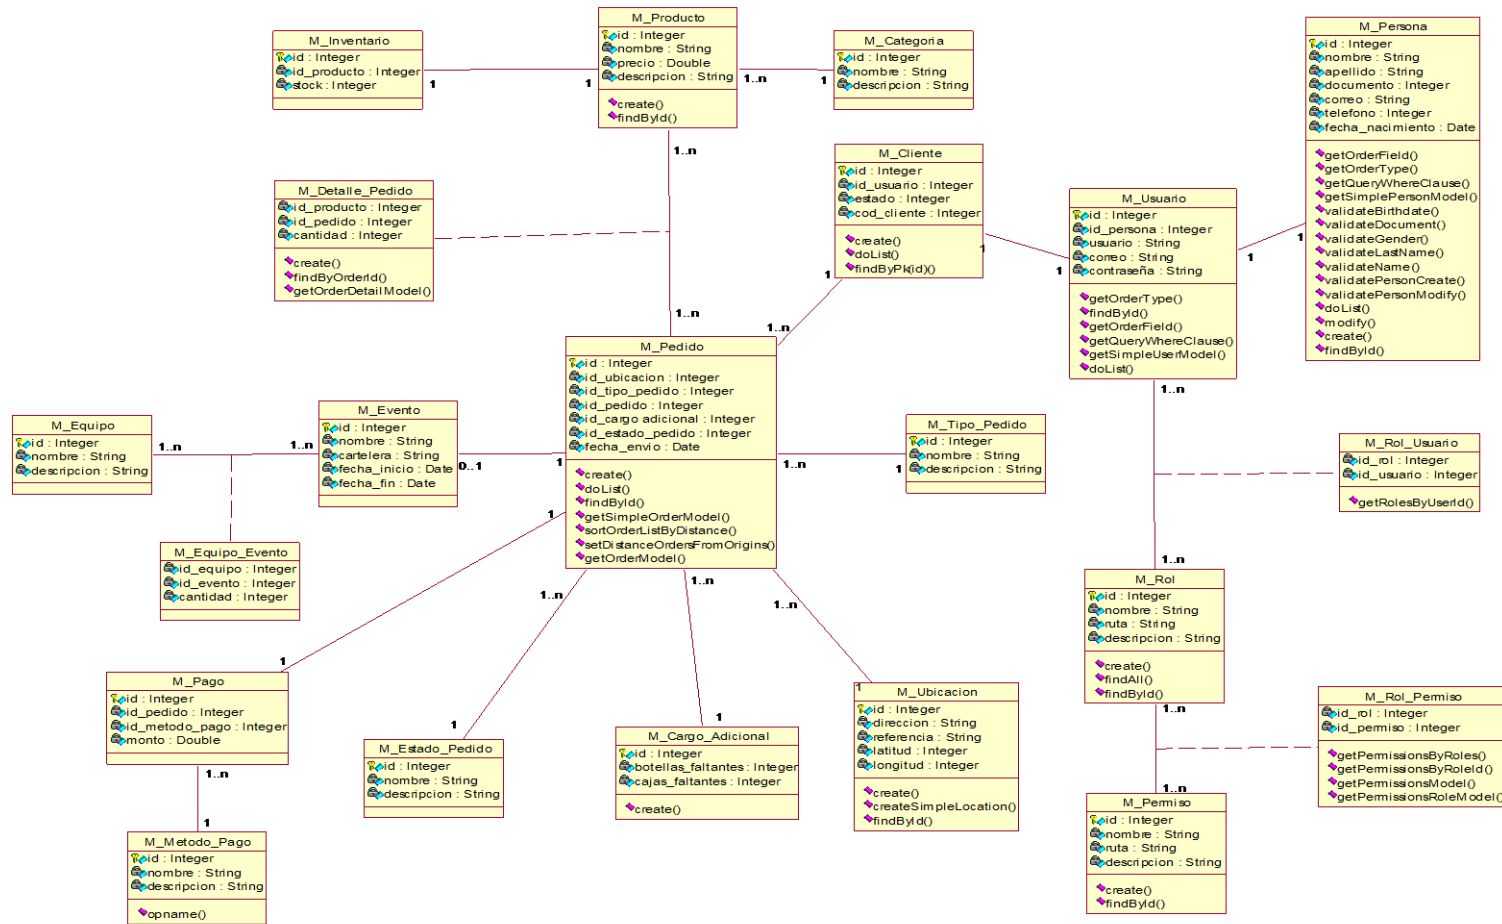 M_Inventario
id : Integer
id_producto : Integer
stock : Integer
1
1
M_Producto
id : Integer
nombre : String
precio : Double
descripcion : String
create()
findById()
1..n
1
M_Categoria
id : Integer
nombre : String
descripcion : String
M_Persona
id : Integer
nombre : String
apellido : String
documento : Integer
correo : String
telefono : Integer
fecha_nacimiento : Date
getOrderField()
getOrderType()
getQueryWhereClause()
getSimplePersonModel()
validateBirthdate()
validateDocument()
validateGender()
validateLastName()
validateName()
validatePersonCreate()
validatePersonModify()
doList()
modify()
create()
findById()
1..n
1..n
M_Detalle_Pedido
id_producto : Integer
id_pedido : Integer
cantidad : Integer
create()
findByOrderId()
getOrderDetailModel()
M_Cliente
id : Integer
id_usuario : Integer
estado : Integer
cod_cliente : Integer
create()
doList()
findByPk(id)()
1
1
1
1..n
M_Usuario
id : Integer
id_persona : Integer
usuario : String
correo : String
contraseña : String
getOrderType()
findById()
getOrderField()
getQueryWhereClause()
getSimpleUserModel()
doList()
1
1
1..n
1..n
M_Pedido
id : Integer
id_ubicacion : Integer
id_tipo_pedido : Integer
id_pedido : Integer
id_cargo adicional : Integer
id_estado_pedido : Integer
fecha_envio : Date
create()
doList()
findById()
getSimpleOrderModel()
sortOrderListByDistance()
setDistanceOrdersFromOrigins()
getOrderModel()
M_Equipo
id : Integer
nombre : String
descripcion : String
1..n
1..n
M_Evento
id : Integer
nombre : String
cartelera : String
fecha_inicio : Date
fecha_fin : Date
0..1
1
1..n
1
M_Tipo_Pedido
id : Integer
nombre : String
descripcion : String
M_Rol_Usuario
id_rol : Integer
id_usuario : Integer
getRolesByUserId()
M_Equipo_Evento
id_equipo : Integer
id_evento : Integer
cantidad : Integer
1
1
1..n
1
1..n
1
1..n
1
M_Rol
id : Integer
nombre : String
ruta : String
descripcion : String
create()
findAll()
findById()
1..n
1..n
M_Pago
id : Integer
id_pedido : Integer
id_metodo_pago : Integer
monto : Double
1..n
1
M_Estado_Pedido
id : Integer
nombre : String
descripcion : String
M_Cargo_Adicional
id : Integer
botellas_faltantes : Integer
cajas_faltantes : Integer
create()
M_Ubicacion
id : Integer
direccion : String
referencia : String
latitud : Integer
longitud : Integer
create()
createSimpleLocation()
findById()
M_Rol_Permiso
id_rol : Integer
id_permiso : Integer
getPermissionsByRoles()
getPermissionsByRoleId()
getPermissionsModel()
getPermissionsRoleModel()
M_Permiso
id : Integer
nombre : String
ruta : String
descripcion : String
create()
findById()
M_Metodo_Pago
id : Integer
nombre : String
descripcion : String
opname()